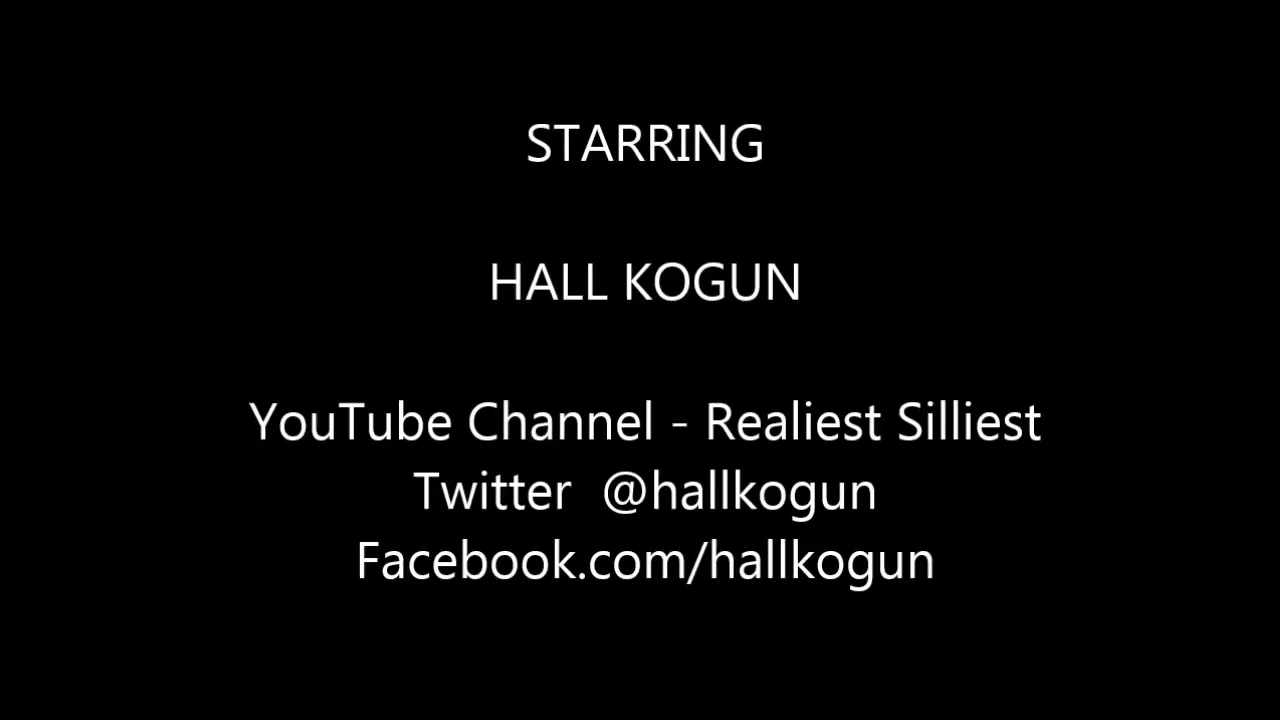 STARRING
HALL KOGUN
YouTube Channel - Realiest Silliest
Twitter  @hallkogun
Facebook.com/hallkogun